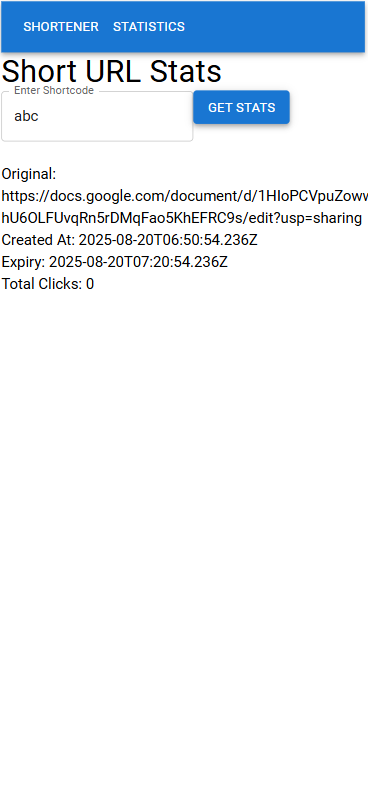 SHORTENER STATISTICS
Short URL Stats
Enter Shortcode
abc
GET STATS
Original:
https://docs.google.com/document/d/1HIoPCVpuZow
hU6OLFUvqRn5rDMqFao5KhEFRC9s/edit?usp=sharing
Created At: 2025-08-20T06:50:54.236Z
Expiry: 2025-08-20T07:20:54.236Z
Total Clicks: 0